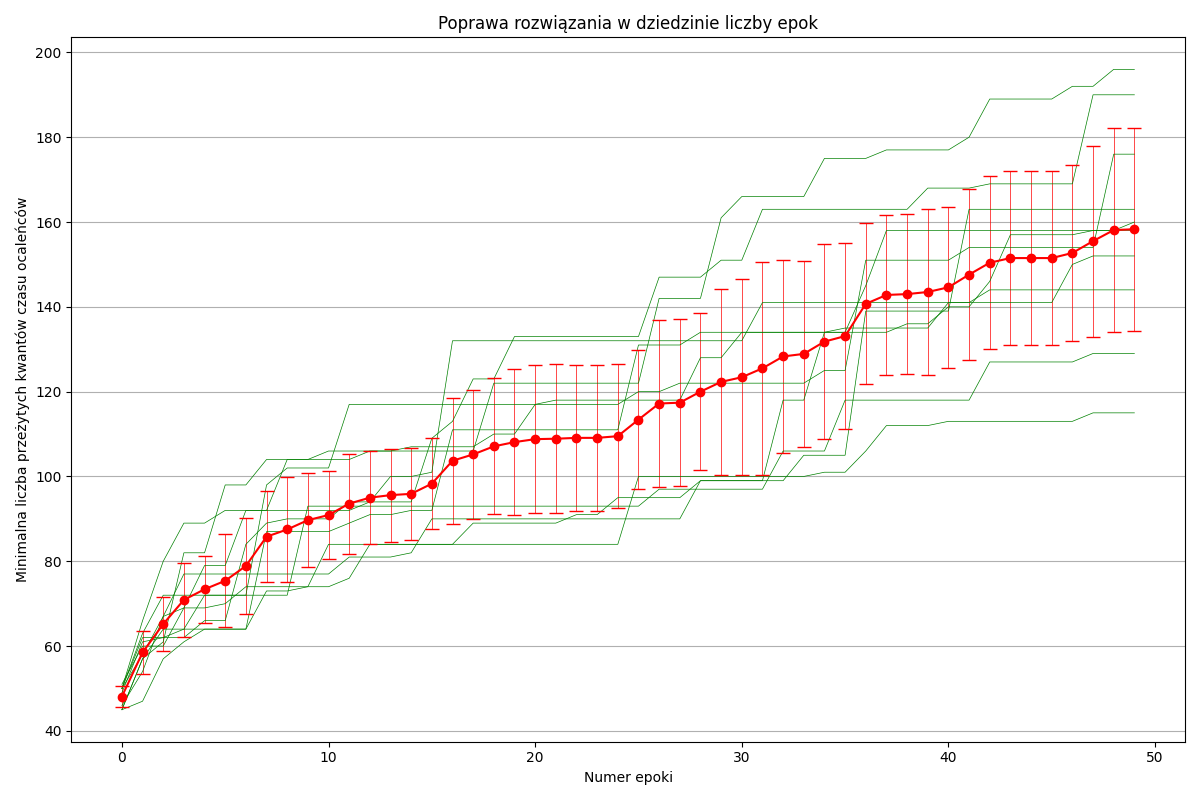 Poprawa rozwiązania w dziedzinie liczby epok
Minimalna liczba przeżytych kwantów czasu ocaleńców
200
180
160
140
120
100
80
60
40
0 10 20 30 40 50
Numer epoki